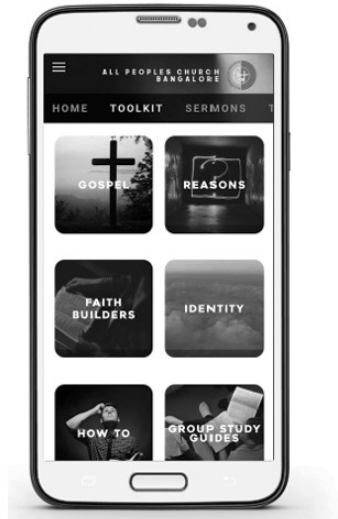 ALL PEOPLES CHURCH
BANGALORE
HOME TOOLKIT SERMONS T
GOSPEL REASONS
FAITH
BUILDERS
IDENTITY
HOW TO
GROUP STUDY
GUIDES